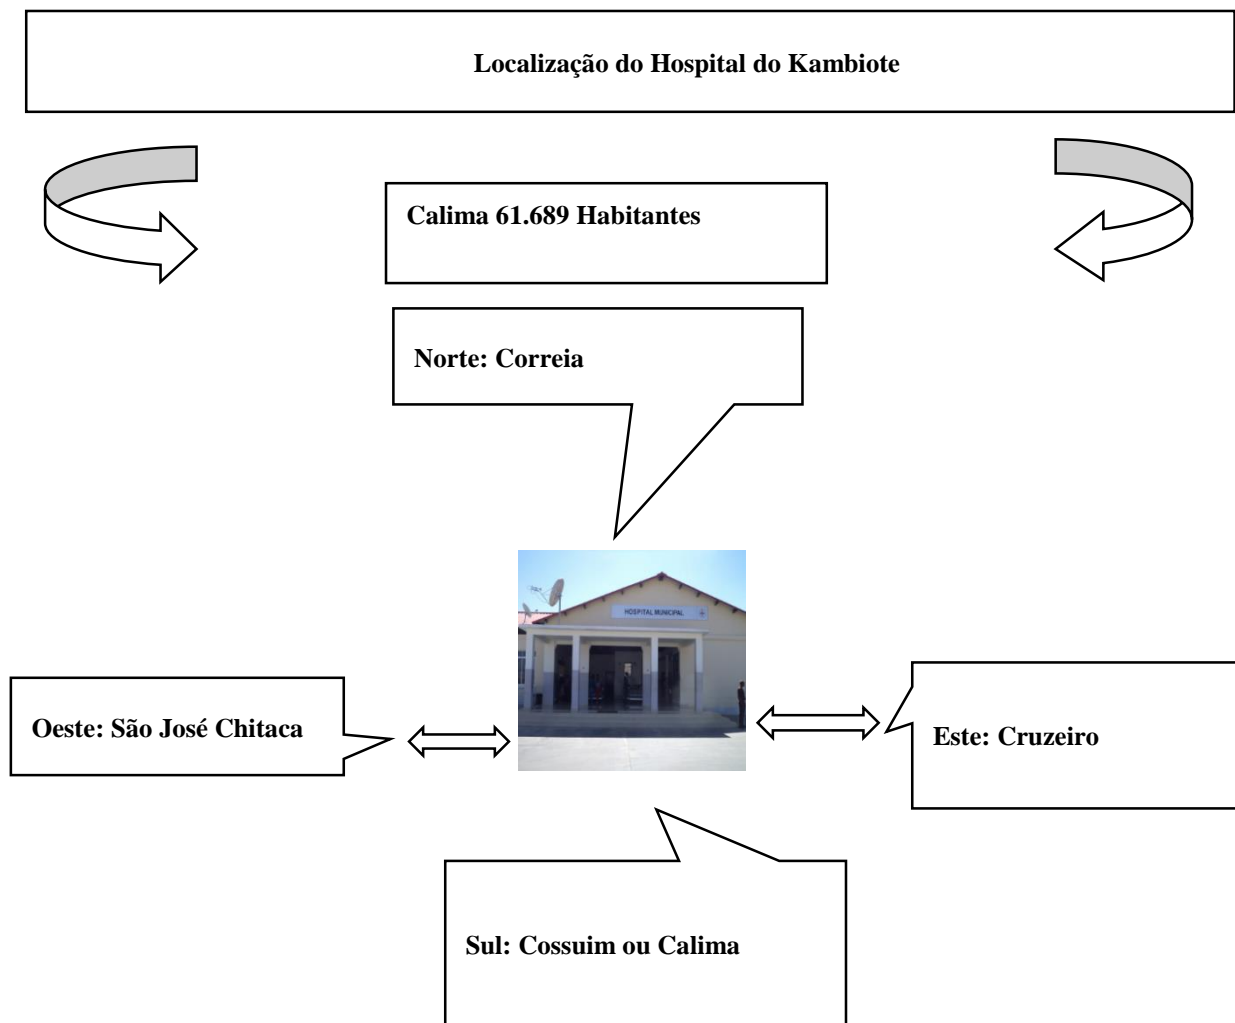 Localização do Hospital do Kambiote
Calima 61.689 Habitantes
Norte: Correia
HOSPITAL MUNICIPAL
Oeste: São José Chitaca
Este: Cruzeiro
Sul: Cossuim ou Calima